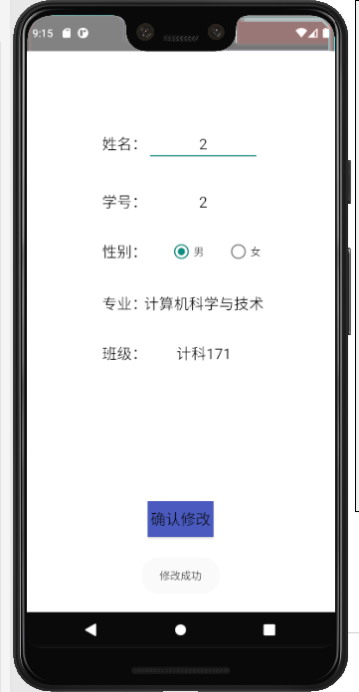 9:15
姓名： 2
学号： 2
性别： 男 女
专业：计算机科学与技术
班级： 计科171
确认修改
修改成功